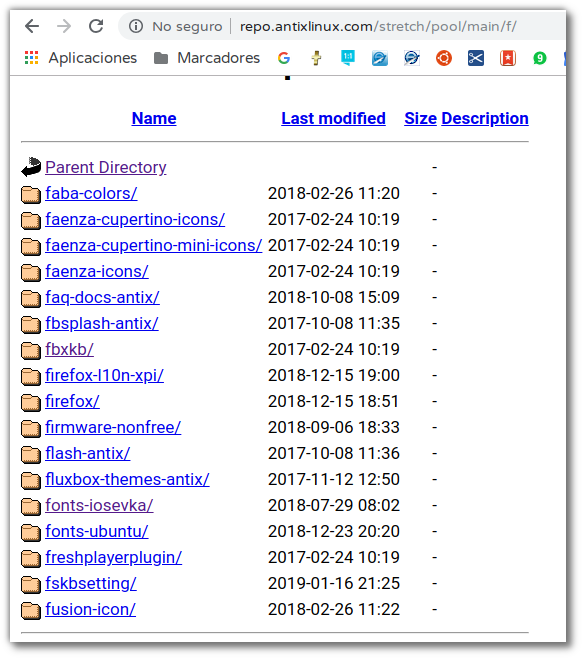 No seguro | repo.antixlinux.com/stretch/pool/main/f/
Aplicaciones Marcadores G 1:1 9
Name Last modified Size Description
Parent Directory -
faba-colors/ 2018-02-26 11:20 -
faenza-cupertino-icons/ 2017-02-24 10:19 -
faenza-cupertino-mini-icons/ 2017-02-24 10:19 -
faenza-icons/ 2017-02-24 10:19 -
faq-docs-antix/ 2018-10-08 15:09 -
fbsplash-antix/ 2017-10-08 11:35 -
fbxkb/ 2017-02-24 10:19 -
firefox-l10n-xpi/ 2018-12-15 19:00 -
firefox/ 2018-12-15 18:51 -
firmware-nonfree/ 2018-09-06 18:33 -
flash-antix/ 2017-10-08 11:36 -
fluxbox-themes-antix/ 2017-11-12 12:50 -
fonts-iosevka/ 2018-07-29 08:02 -
fonts-ubuntu/ 2018-12-23 20:20 -
freshplayerplugin/ 2017-02-24 10:19 -
fskbsetting/ 2019-01-16 21:25 -
fusion-icon/ 2018-02-26 11:22 -